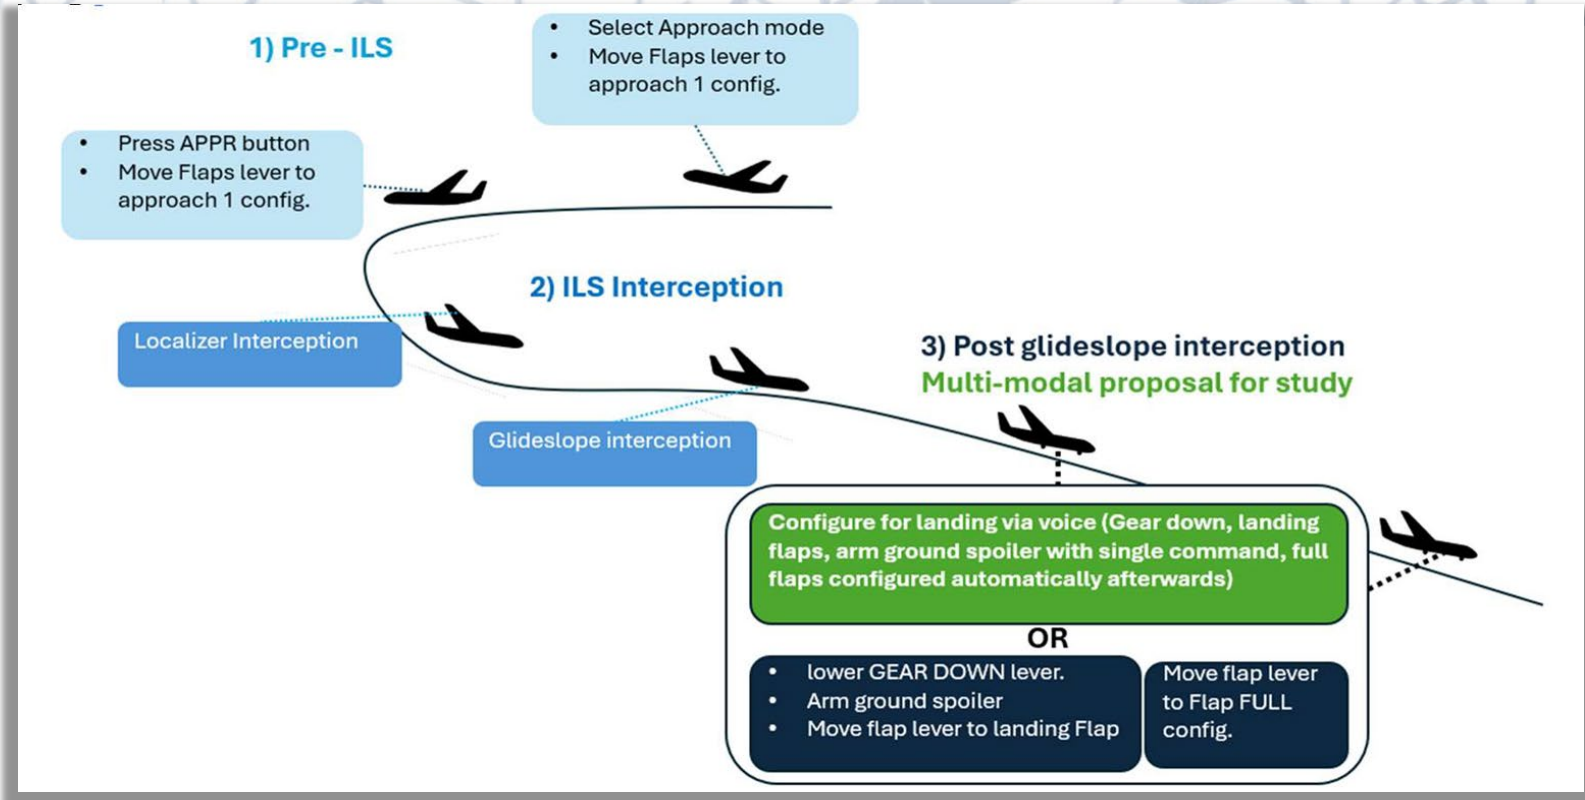 1) Pre - ILS
• Select Approach mode
• Move Flaps lever to
approach 1 config.
• Press APPR button
• Move Flaps lever to
approach 1 config.
2) ILS Interception
Localizer Interception
Glideslope interception
3) Post glideslope interception
Multi-modal proposal for study
Configure for landing via voice (Gear down, landing
flaps, arm ground spoiler with single command, full
flaps configured automatically afterwards)
OR
• lower GEAR DOWN lever.
• Arm ground spoiler
• Move flap lever to landing Flap
Move flap lever
to Flap FULL
config.